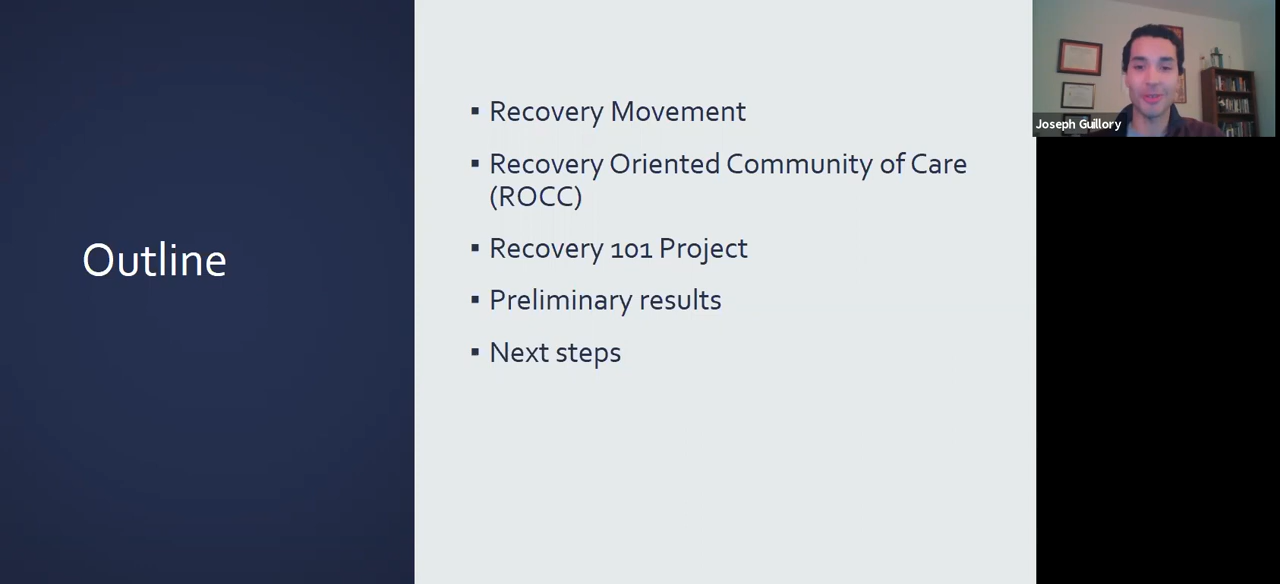 Outline
▪ Recovery Movement
▪ Recovery Oriented Community of Care
(ROCC)
▪ Recovery 101 Project
▪ Preliminary results
▪ Next steps
Joseph Guillory